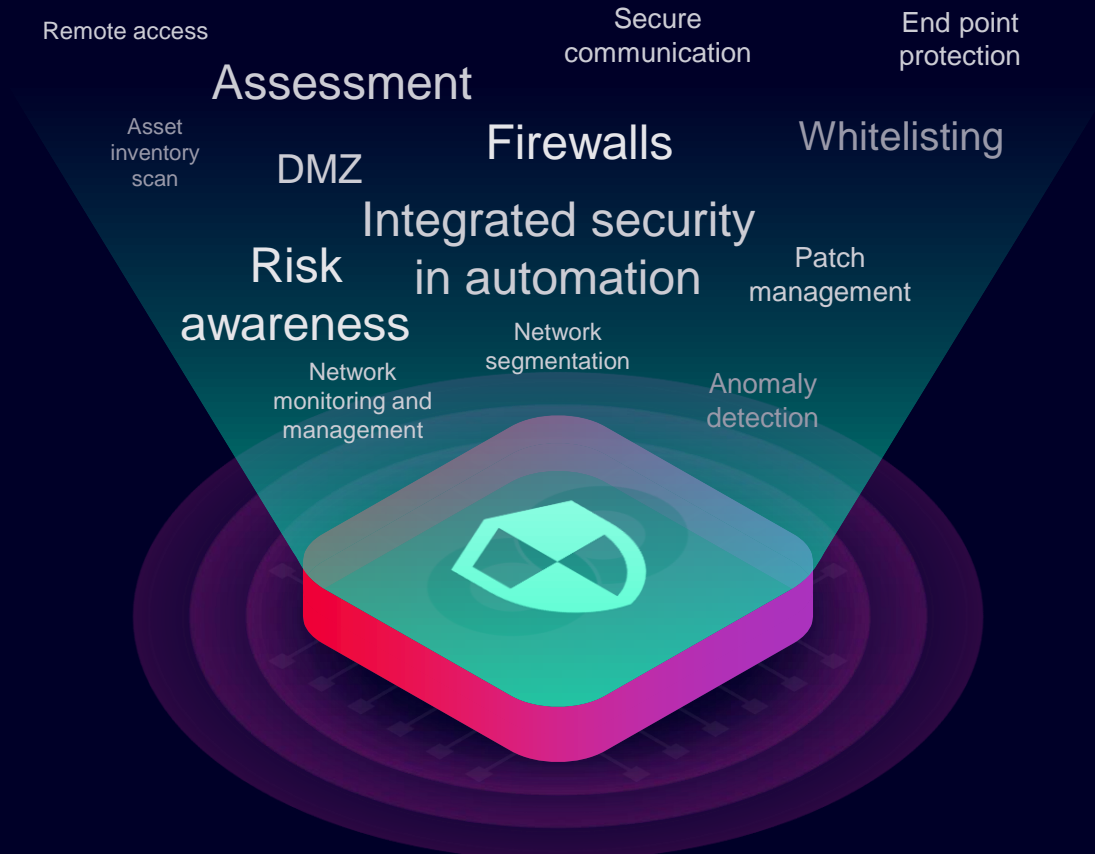 Remote access
Secure
communication
End point
protection
Assessment
Asset
inventory
scan
DMZ
Firewalls
Whitelisting
Integrated security
in automation
Risk
awareness
Patch
management
Network
segmentation
Network
monitoring and
management
Anomaly
detection